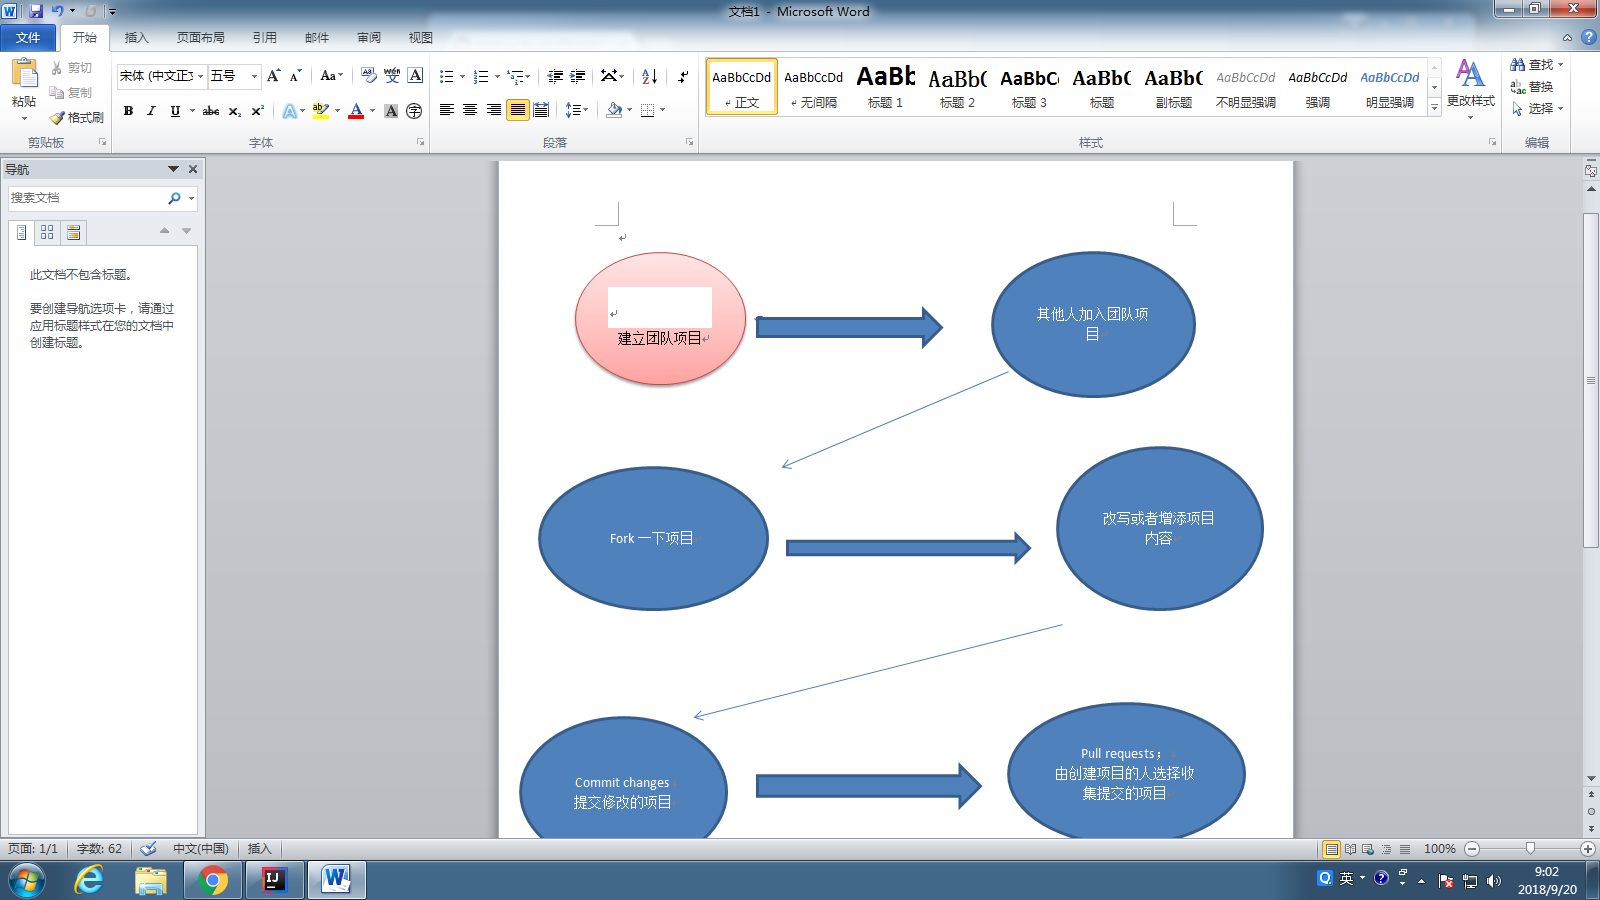 文档1 - Microsoft Word
文件 开始 插入 页面布局 引用 邮件 审阅 视图
粘贴
剪切
复制
格式刷
剪贴板
宋体 (中文正文 五号
字体
段落
AaBbCcDd
正文
AaBbCcDd
无间隔
AaBb
标题 1
AaBb(
标题 2
AaBbC
标题 3
AaBb(
标题
AaBb(
副标题
AaBbCcDd
不明显强调
AaBbCcDd
强调
AaBbCcDd
明显强调
更改样式
样式
查找
替换
选择
编辑
导航
搜索文档
此文档不包含标题。
要创建导航选项卡，请通过
应用标题样式在您的文档中
创建标题。
建立团队项目
其他人加入团队项
目
Fork 一下项目
改写或者增添项目
内容
Commit changes
提交修改的项目
Pull requests；
由创建项目的人选择收
集提交的项目
页面: 1/1 字数: 62 中文(中国) 插入
100%
英
9:02
2018/9/20